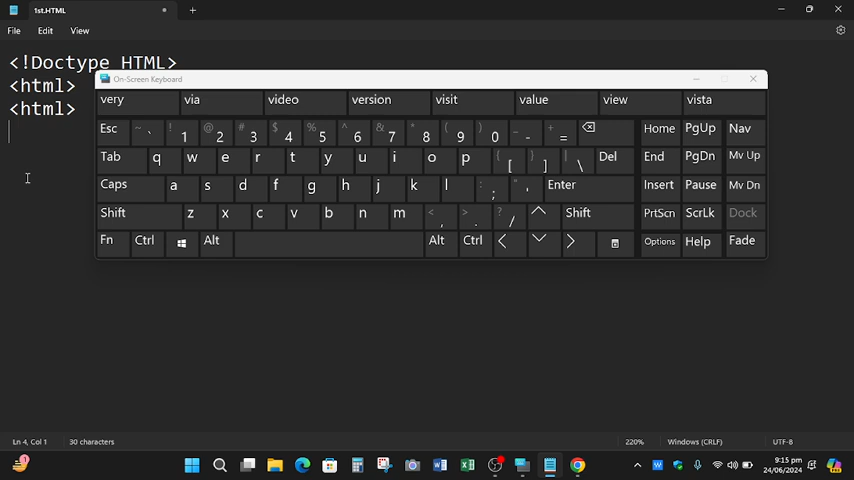 1st.HTML
File Edit View
<!Doctype HTML>
<html>
<html>
On-Screen Keyboard
very via video version visit value view vista
Esc ~ ` ! 1 @ 2 # 3 $ 4 % 5 ^ 6 & 7 * 8 ( 9 ) 0 _ - + = Home PgUp Nav
Tab q w e r t y u i o p { [ } ] | \ Del End PgDn Mv Up
Caps a s d f g h j k l : ; " ' Enter Insert Pause Mv Dn
Shift z x c v b n m < , > . ? / Shift PrtScn ScrLk Dock
Fn Ctrl Alt Alt Ctrl Options Help Fade
Ln 4, Col 1 30 characters 220% Windows (CRLF) UTF-8
9:15 pm
24/06/2024